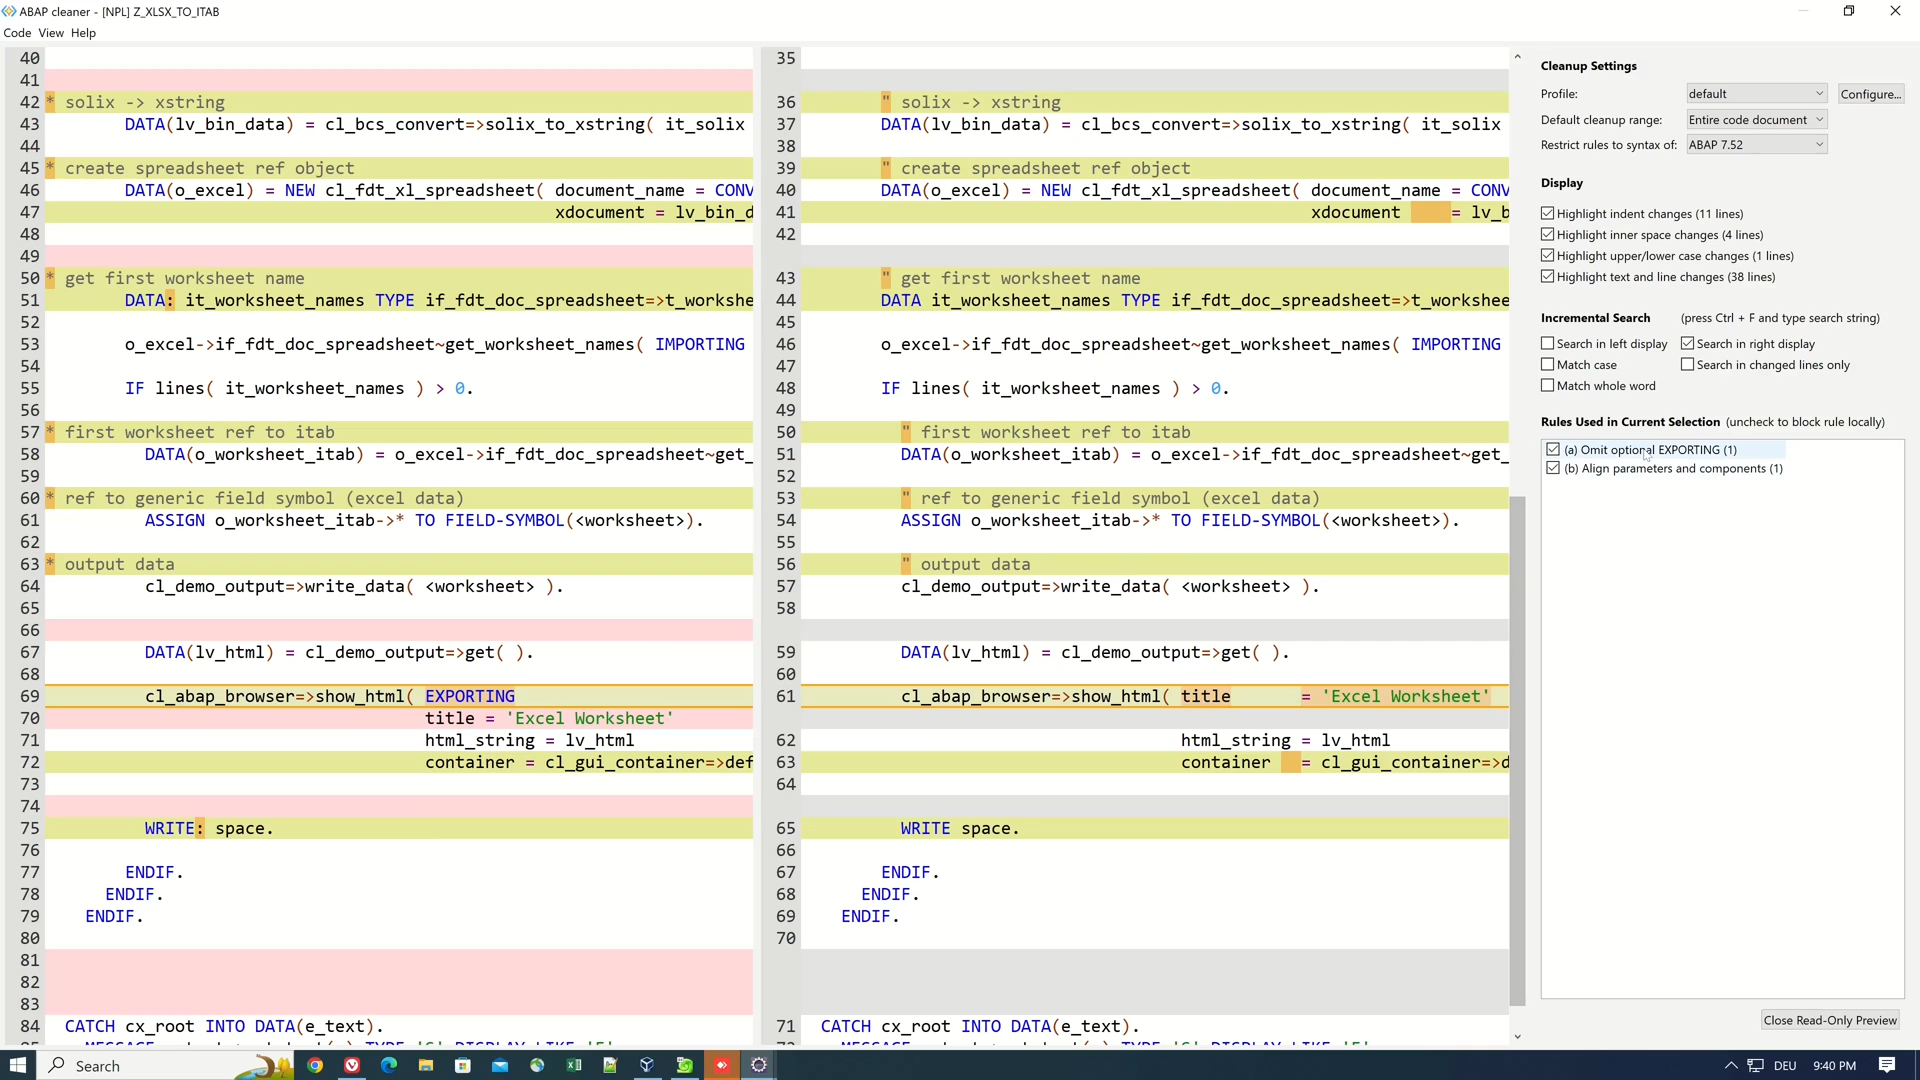 ABAP cleaner - [NPL] Z_XLSX_TO_ITAB
Code View Help
40
41
42 * solix -> xstring
43 DATA(lv_bin_data) = cl_bcs_convert=>solix_to_xstring( it_solix
44
45 * create spreadsheet ref object
46 DATA(o_excel) = NEW cl_fdt_xl_spreadsheet( document_name = CONV
47 xdocument = lv_bin_d
48
49
50 * get first worksheet name
51 DATA: it_worksheet_names TYPE if_fdt_doc_spreadsheet=>t_workshe
52
53 o_excel->if_fdt_doc_spreadsheet~get_worksheet_names( IMPORTING
54
55 IF lines( it_worksheet_names ) > 0.
56
57 * first worksheet ref to itab
58 DATA(o_worksheet_itab) = o_excel->if_fdt_doc_spreadsheet~get_
59
60 * ref to generic field symbol (excel data)
61 ASSIGN o_worksheet_itab->* TO FIELD-SYMBOL(<worksheet>).
62
63 * output data
64 cl_demo_output=>write_data( <worksheet> ).
65
66
67 DATA(lv_html) = cl_demo_output=>get( ).
68
69 cl_abap_browser=>show_html( EXPORTING
70 title = 'Excel Worksheet'
71 html_string = lv_html
72 container = cl_gui_container=>def
73
74
75 WRITE: space.
76
77 ENDIF.
78 ENDIF.
79 ENDIF.
80
81
82
83
84 CATCH cx_root INTO DATA(e_text).
35
36 " solix -> xstring
37 DATA(lv_bin_data) = cl_bcs_convert=>solix_to_xstring( it_solix
38
39 " create spreadsheet ref object
40 DATA(o_excel) = NEW cl_fdt_xl_spreadsheet( document_name = CONV
41 xdocument = lv_b
42
43 " get first worksheet name
44 DATA it_worksheet_names TYPE if_fdt_doc_spreadsheet=>t_workshee
45
46 o_excel->if_fdt_doc_spreadsheet~get_worksheet_names( IMPORTING
47
48 IF lines( it_worksheet_names ) > 0.
49
50 " first worksheet ref to itab
51 DATA(o_worksheet_itab) = o_excel->if_fdt_doc_spreadsheet~get_
52
53 " ref to generic field symbol (excel data)
54 ASSIGN o_worksheet_itab->* TO FIELD-SYMBOL(<worksheet>).
55
56 " output data
57 cl_demo_output=>write_data( <worksheet> ).
58
59 DATA(lv_html) = cl_demo_output=>get( ).
60
61 cl_abap_browser=>show_html( title = 'Excel Worksheet'
62 html_string = lv_html
63 container = cl_gui_container=>d
64
65 WRITE space.
66
67 ENDIF.
68 ENDIF.
69 ENDIF.
70
71 CATCH cx_root INTO DATA(e_text).
Cleanup Settings
Profile: default Configure...
Default cleanup range: Entire code document
Restrict rules to syntax of: ABAP 7.52
Display
Highlight indent changes (11 lines)
Highlight inner space changes (4 lines)
Highlight upper/lower case changes (1 lines)
Highlight text and line changes (38 lines)
Incremental Search (press Ctrl + F and type search string)
Search in left display Search in right display
Match case Search in changed lines only
Match whole word
Rules Used in Current Selection (uncheck to block rule locally)
(a) Omit optional EXPORTING (1)
(b) Align parameters and components (1)
Close Read-Only Preview
Search
DEU 9:40 PM